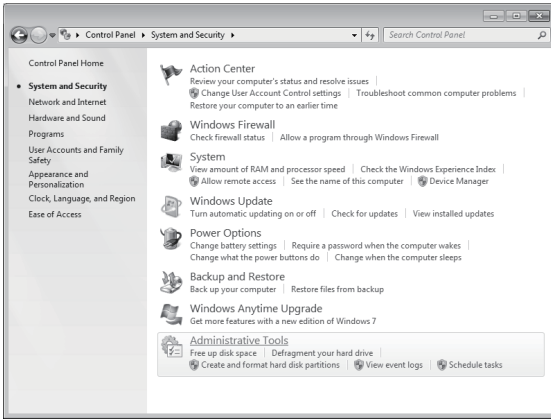 Control Panel ▸ System and Security ▸
Search Control Panel
Control Panel Home
System and Security
Network and Internet
Hardware and Sound
Programs
User Accounts and Family
Safety
Appearance and
Personalization
Clock, Language, and Region
Ease of Access
Action Center
Review your computer's status and resolve issues
Change User Account Control settings | Troubleshoot common computer problems
Restore your computer to an earlier time
Windows Firewall
Check firewall status | Allow a program through Windows Firewall
System
View amount of RAM and processor speed | Check the Windows Experience Index
Allow remote access | See the name of this computer | Device Manager
Windows Update
Turn automatic updating on or off | Check for updates | View installed updates
Power Options
Change battery settings | Require a password when the computer wakes
Change what the power buttons do | Change when the computer sleeps
Backup and Restore
Back up your computer | Restore files from backup
Windows Anytime Upgrade
Get more features with a new edition of Windows 7
Administrative Tools
Free up disk space | Defragment your hard drive
Create and format hard disk partitions | View event logs | Schedule tasks